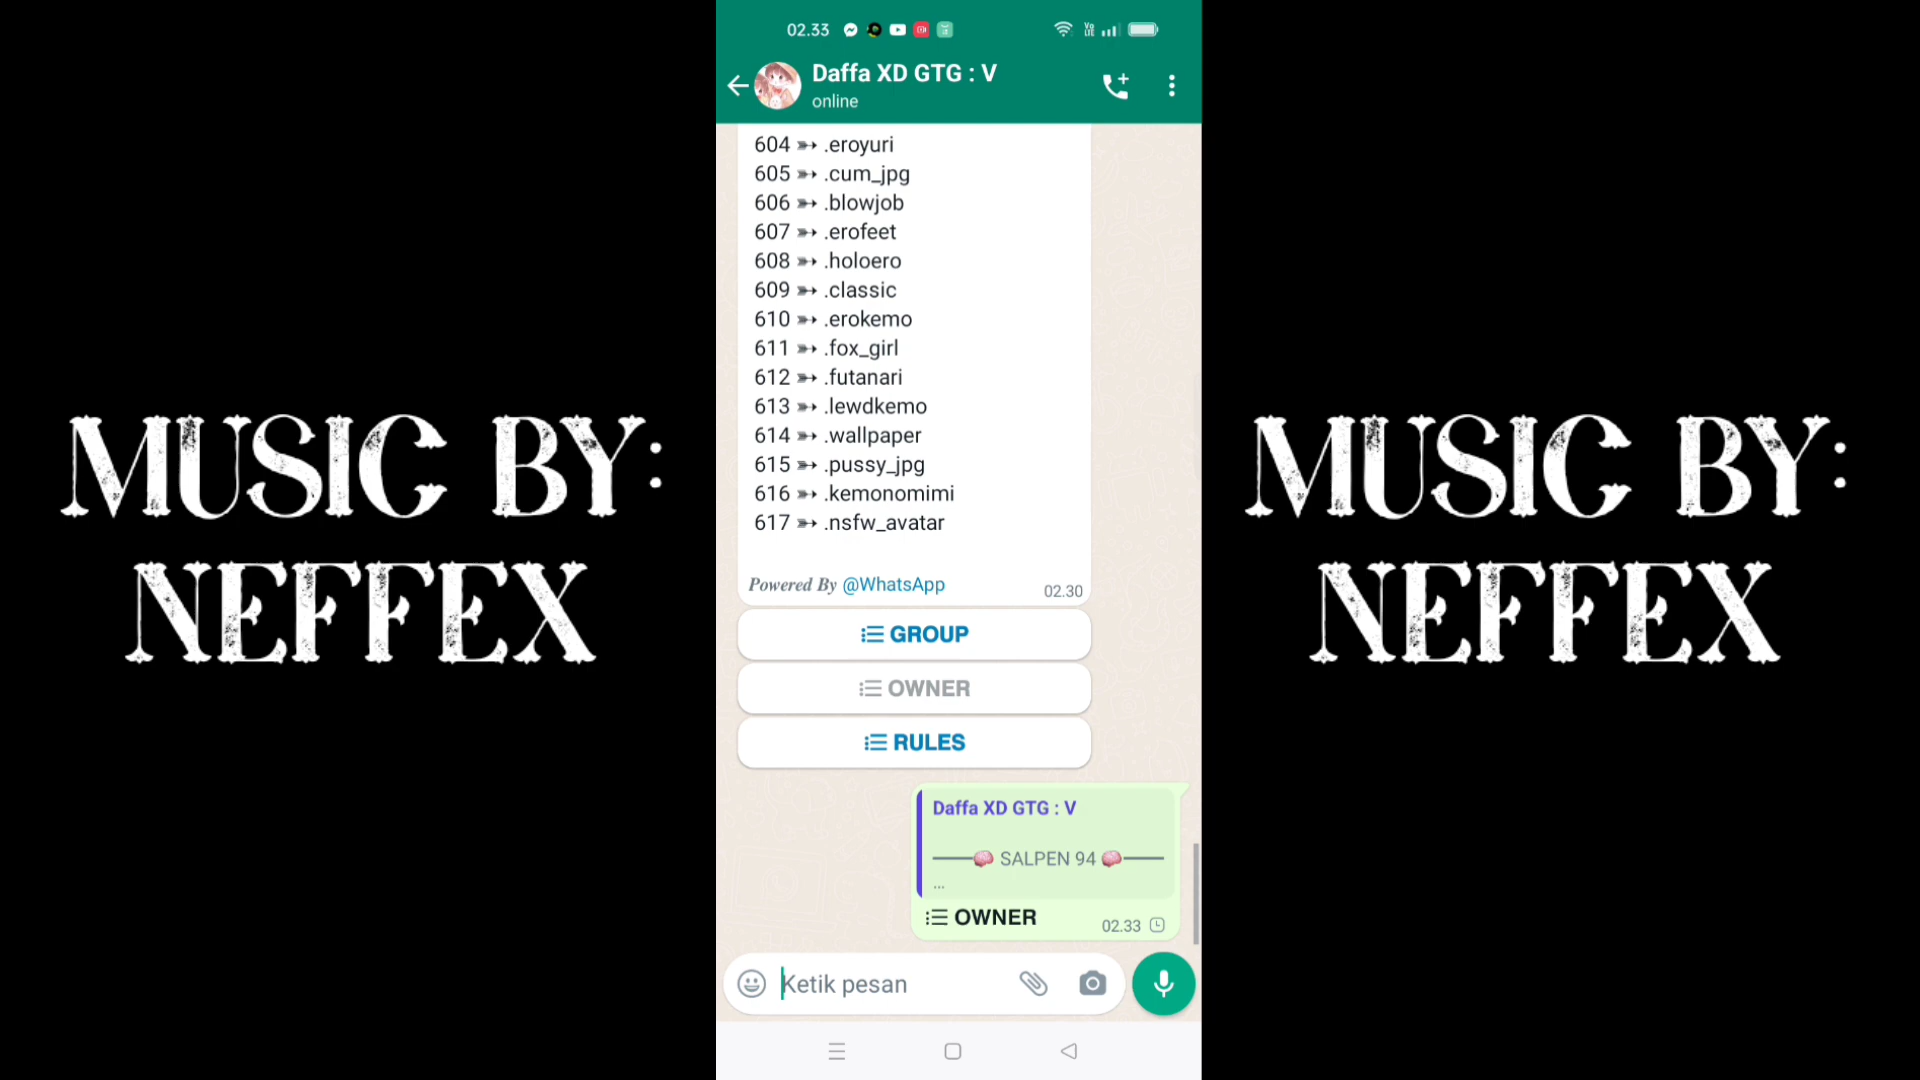 MUSIC BY:
NEFFEX
02.33
Daffa XD GTG : V
online
604 ➳ .eroyuri
605 ➳ .cum_jpg
606 ➳ .blowjob
607 ➳ .erofeet
608 ➳ .holoero
609 ➳ .classic
610 ➳ .erokemo
611 ➳ .fox_girl
612 ➳ .futanari
613 ➳ .lewdkemo
614 ➳ .wallpaper
615 ➳ .pussy_jpg
616 ➳ .kemonomimi
617 ➳ .nsfw_avatar
Powered By @WhatsApp
02.30
GROUP
OWNER
RULES
Daffa XD GTG : V
——🧠 SALPEN 94 🧠——
...
OWNER
02.33
Ketik pesan
MUSIC BY:
NEFFEX